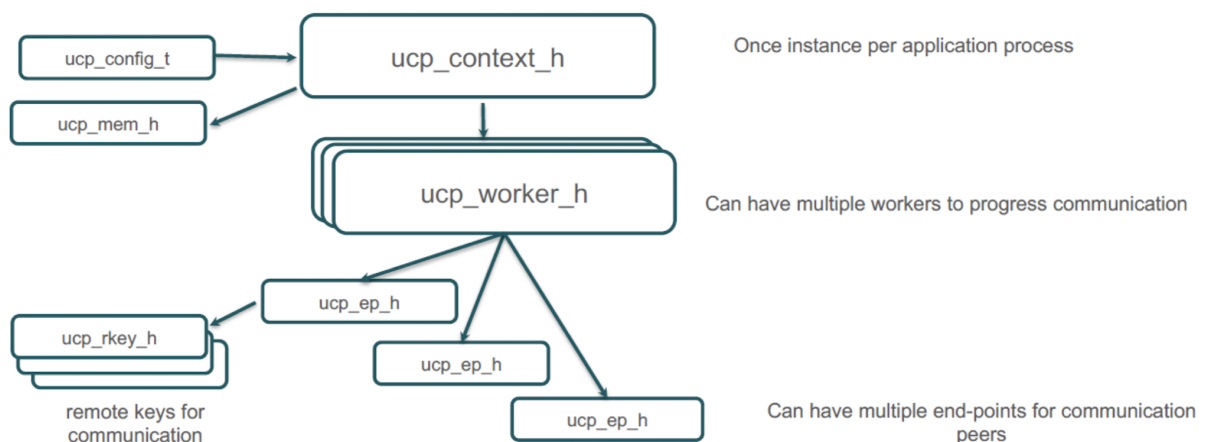 ucp_config_t
ucp_context_h
Once instance per application process
ucp_mem_h
ucp_worker_h
Can have multiple workers to progress communication
ucp_ep_h
ucp_rkey_h
ucp_ep_h
remote keys for
communication
ucp_ep_h
Can have multiple end-points for communication
peers